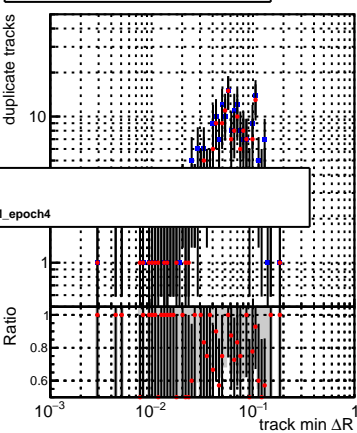 duplicate tracks
10
l_epoch4
1
Ratio
1
0.8
0.6
10⁻³ 10⁻² 10⁻¹ 1
track min ΔR